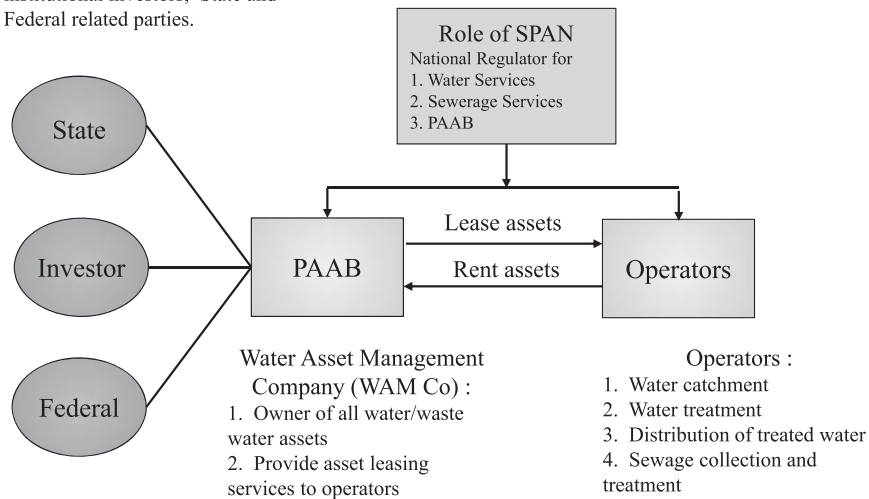 Federal related parties.
Role of SPAN
National Regulator for
1. Water Services
2. Sewerage Services
3. PAAB
State
Investor
Federal
PAAB
Lease assets
Rent assets
Operators
Water Asset Management
Company (WAM Co) :
1. Owner of all water/waste
water assets
2. Provide asset leasing
services to operators
Operators :
1. Water catchment
2. Water treatment
3. Distribution of treated water
4. Sewage collection and
treatment